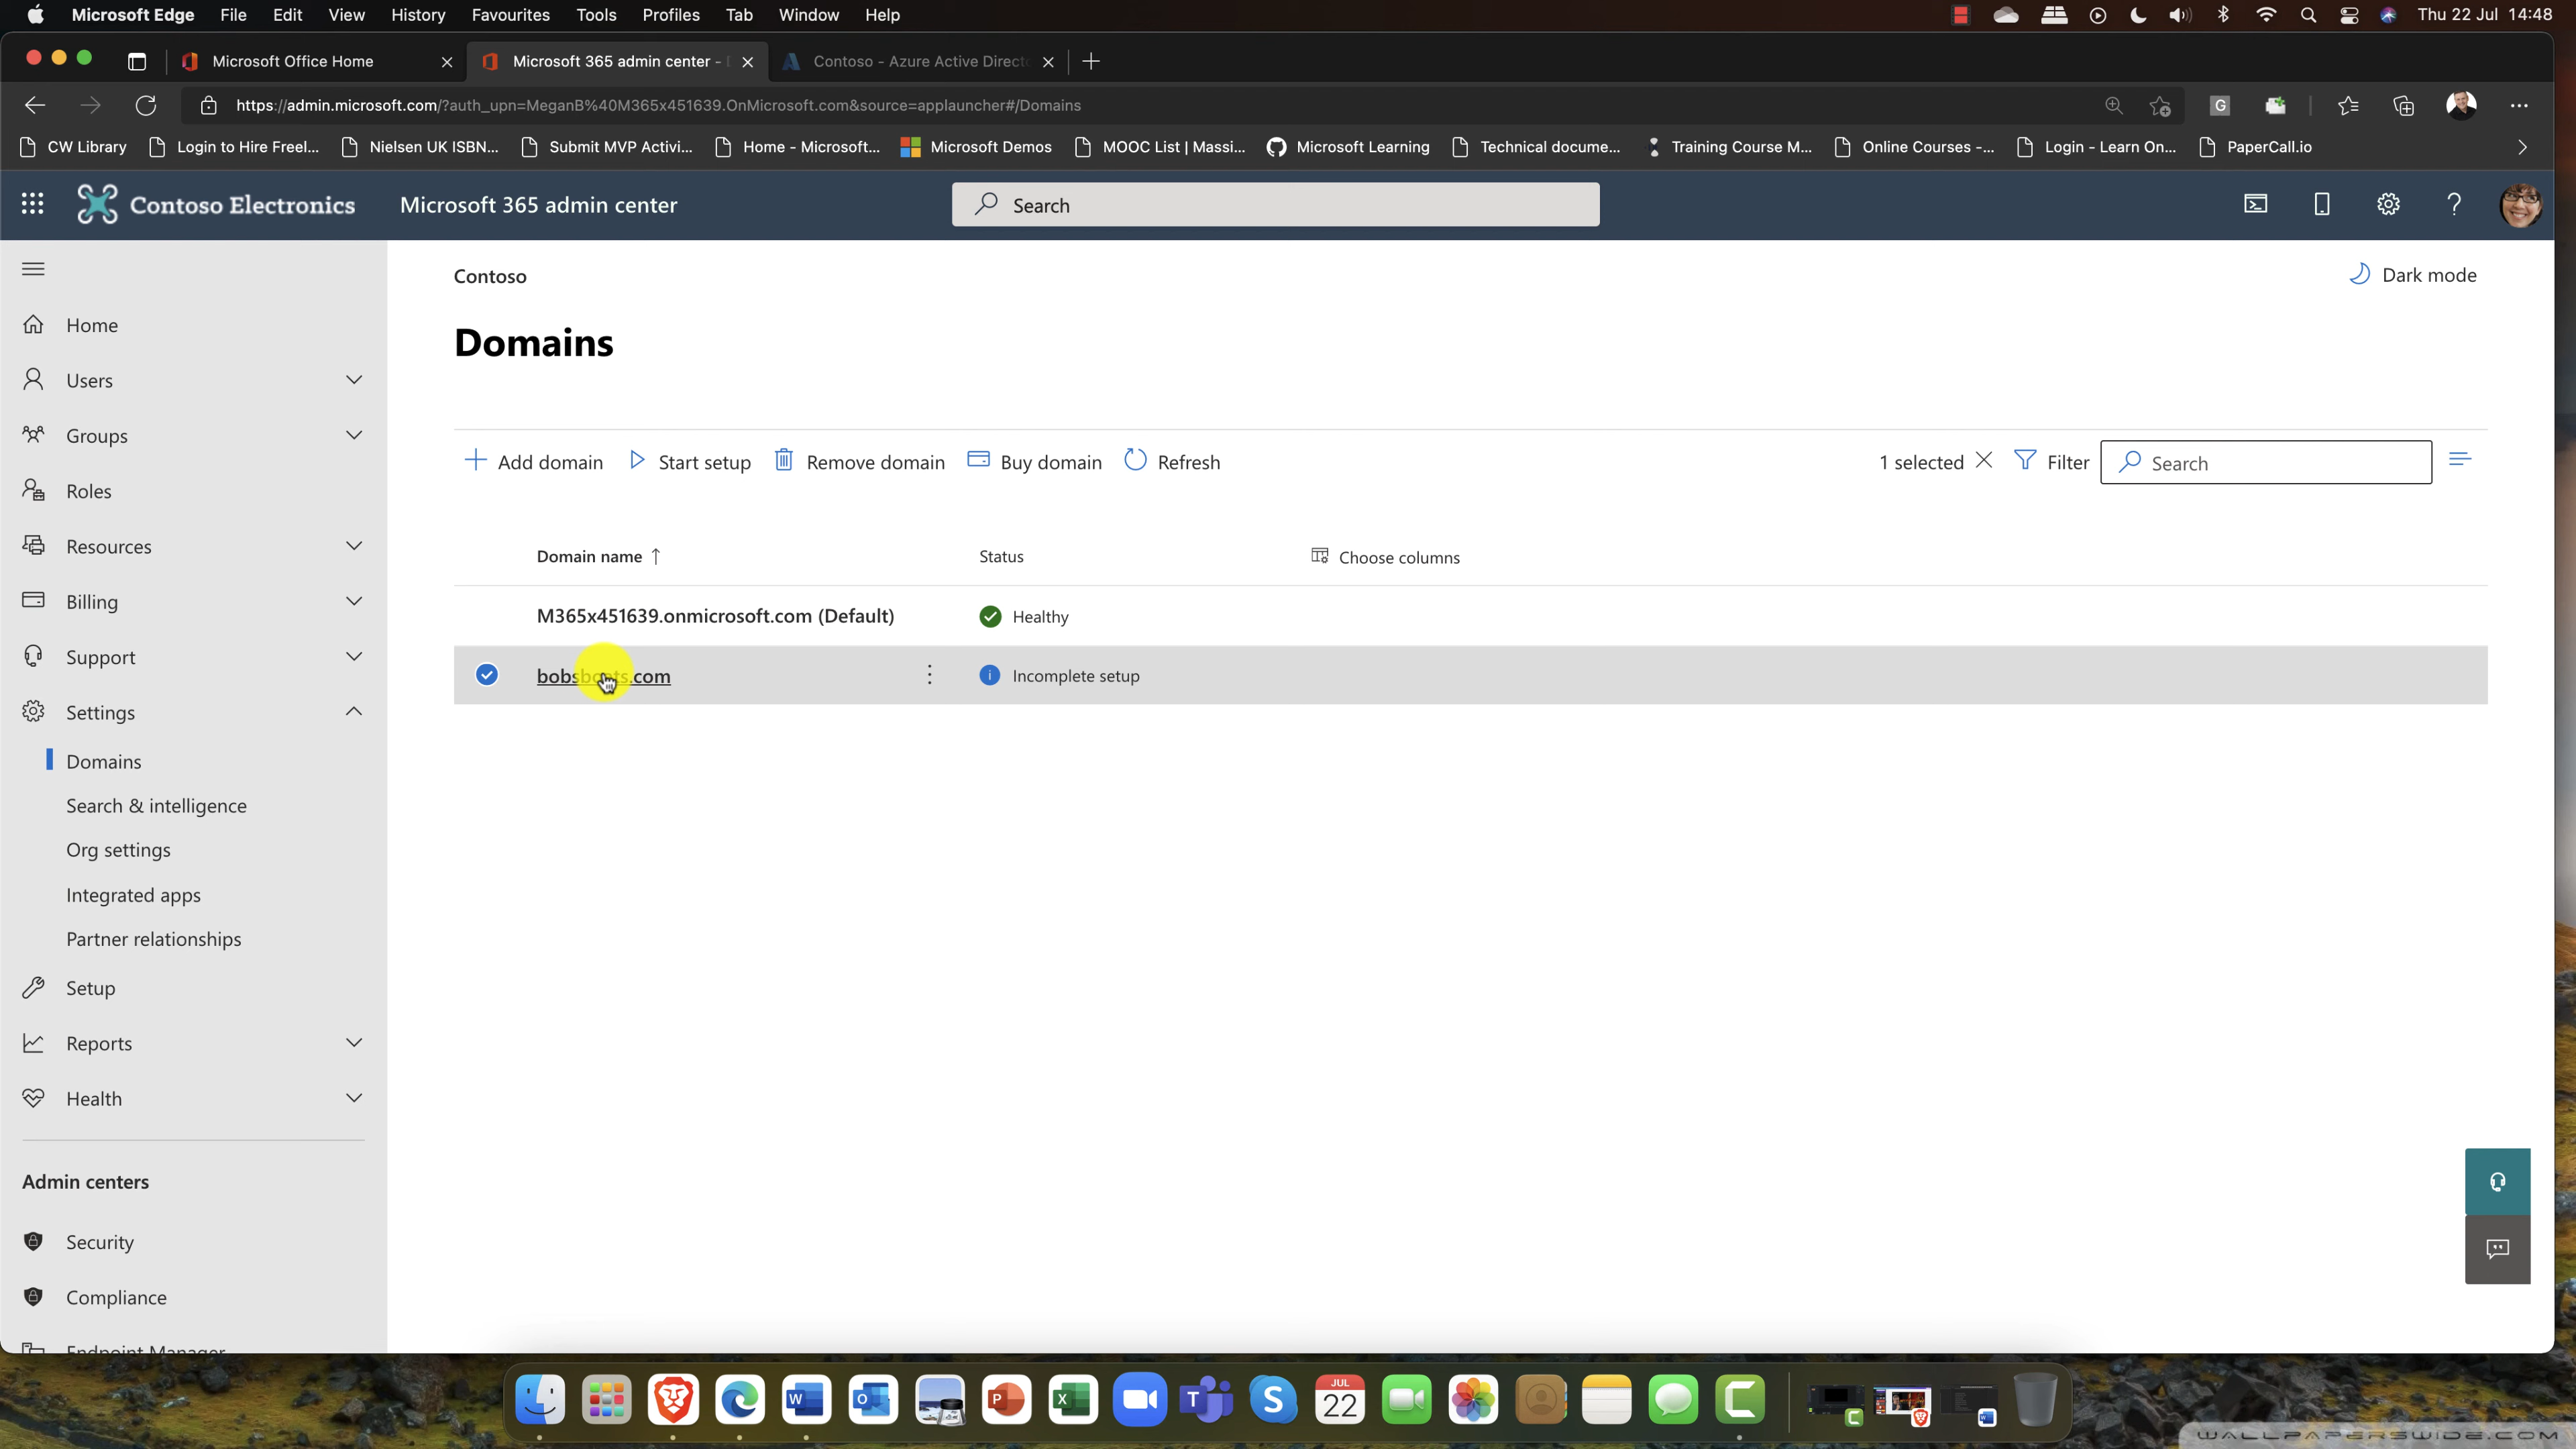 Microsoft Edge File Edit View History Favourites Tools Profiles Tab Window Help Thu 22 Jul 14:48
Microsoft Office Home Microsoft 365 admin center - Contoso - Azure Active Direct
https://admin.microsoft.com/?auth_upn=MeganB%40M365x451639.OnMicrosoft.com&source=applauncher#/Domains G
CW Library Login to Hire Freel... Nielsen UK ISBN... Submit MVP Activi... Home - Microsoft... Microsoft Demos MOOC List | Massi... Microsoft Learning Technical docume... Training Course M... Online Courses -... Login - Learn On... PaperCall.io
Contoso Electronics Microsoft 365 admin center Search ?
Contoso Dark mode
Domains
Add domain Start setup Remove domain Buy domain Refresh 1 selected Filter Search
Domain name ↑ Status Choose columns
M365x451639.onmicrosoft.com (Default) Healthy
bobsboots.com Incomplete setup
Home
Users
Groups
Roles
Resources
Billing
Support
Settings
Domains
Search & intelligence
Org settings
Integrated apps
Partner relationships
Setup
Reports
Health
Admin centers
Security
Compliance
Endpoint Manager
JUL
22
WALLPAPERSWIDE.COM